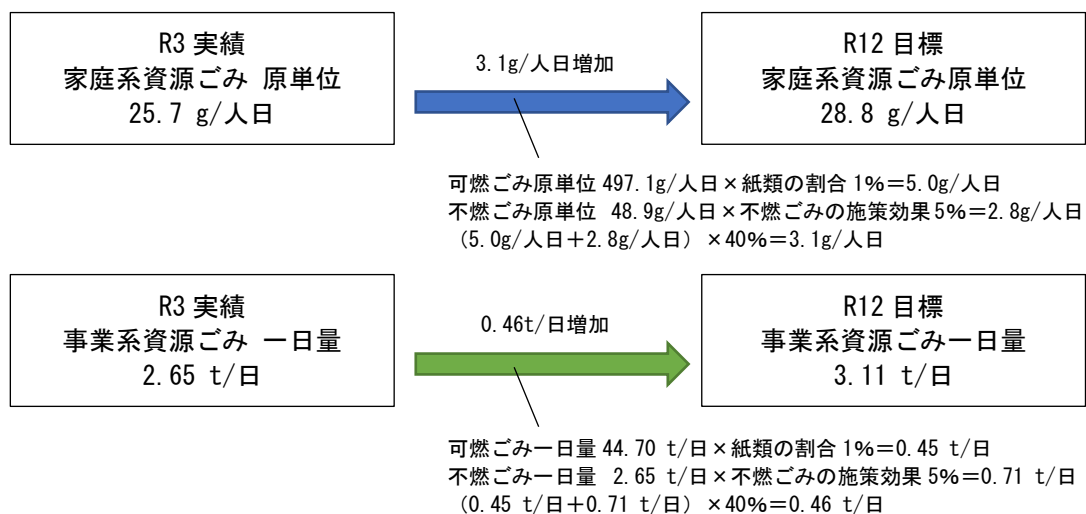 R3 実績
家庭系資源ごみ 原単位
25.7 g/人日
3.1g/人日増加
R12 目標
家庭系資源ごみ原単位
28.8 g/人日
可燃ごみ原単位 497.1g/人日×紙類の割合 1%=5.0g/人日
不燃ごみ原単位 48.9g/人日×不燃ごみの施策効果 5%=2.8g/人日
(5.0g/人日+2.8g/人日)×40%=3.1g/人日
R3 実績
事業系資源ごみ 一日量
2.65 t/日
0.46t/日増加
R12 目標
事業系資源ごみ一日量
3.11 t/日
可燃ごみ一日量 44.70 t/日×紙類の割合 1%=0.45 t/日
不燃ごみ一日量 2.65 t/日×不燃ごみの施策効果 5%=0.71 t/日
(0.45 t/日+0.71 t/日)×40%=0.46 t/日